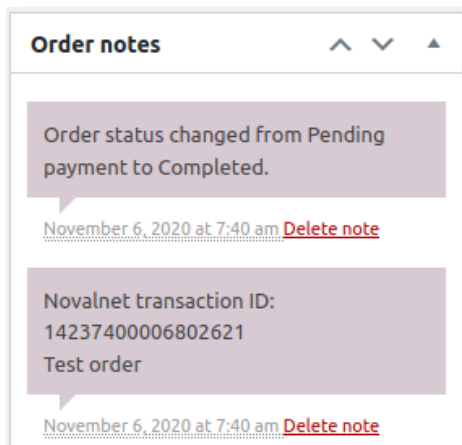 Order notes
Order status changed from Pending
payment to Completed.
November 6, 2020 at 7:40 am Delete note
Novalnet transaction ID:
14237400006802621
Test order
November 6, 2020 at 7:40 am Delete note